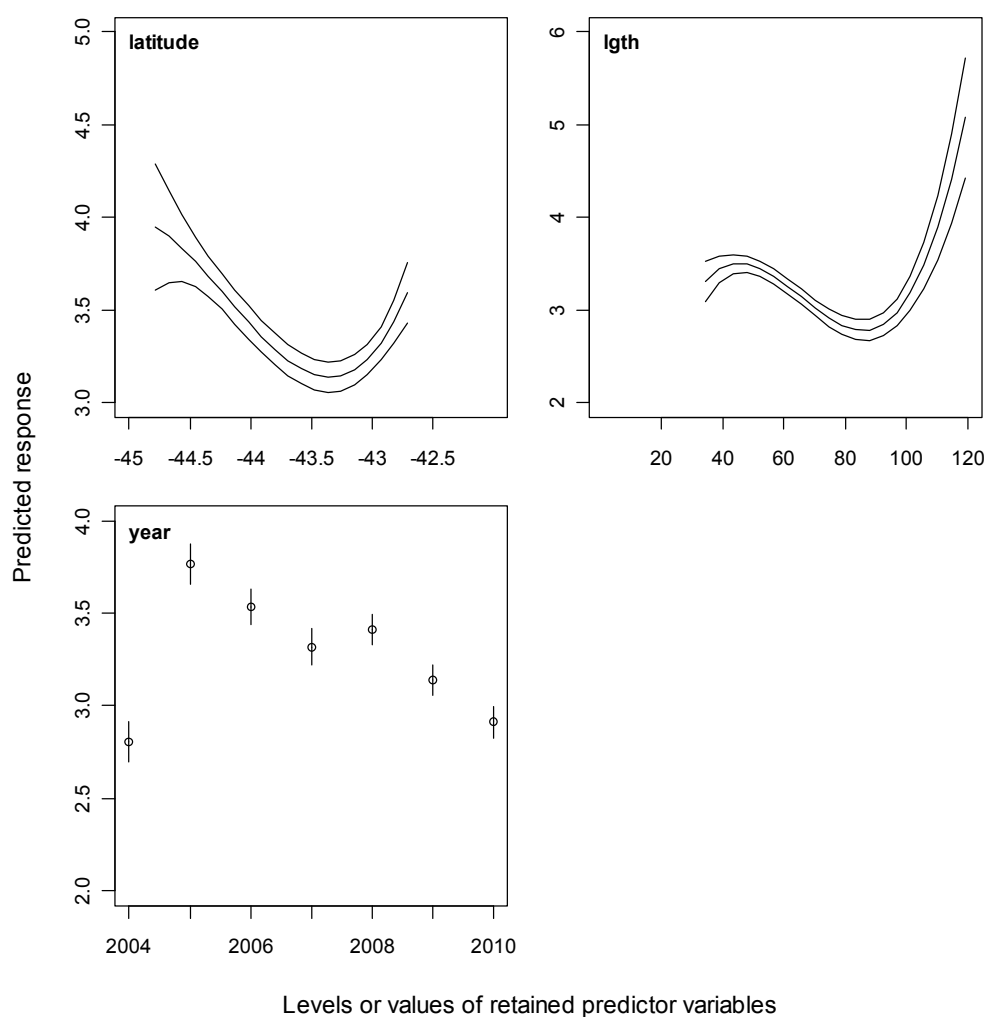 latitude
5.0
4.5
4.0
3.5
3.0
-45 -44.5 -44 -43.5 -43 -42.5
lgth
6
5
4
3
2
20 40 60 80 100 120
Predicted response
year
4.0
3.5
3.0
2.5
2.0
2004 2006 2008 2010
Levels or values of retained predictor variables